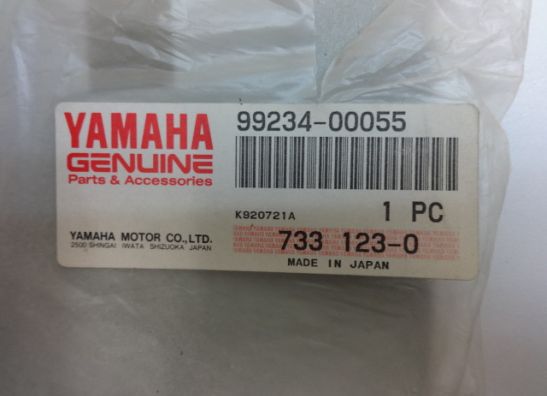 YAMAHA
GENUINE
Parts & Accessories
99234-00055
K920721A
1 PC
YAMAHA MOTOR CO.,LTD.
2500 SHINGAI IWATA SHIZUOKA JAPAN
733 123-0
MADE IN JAPAN